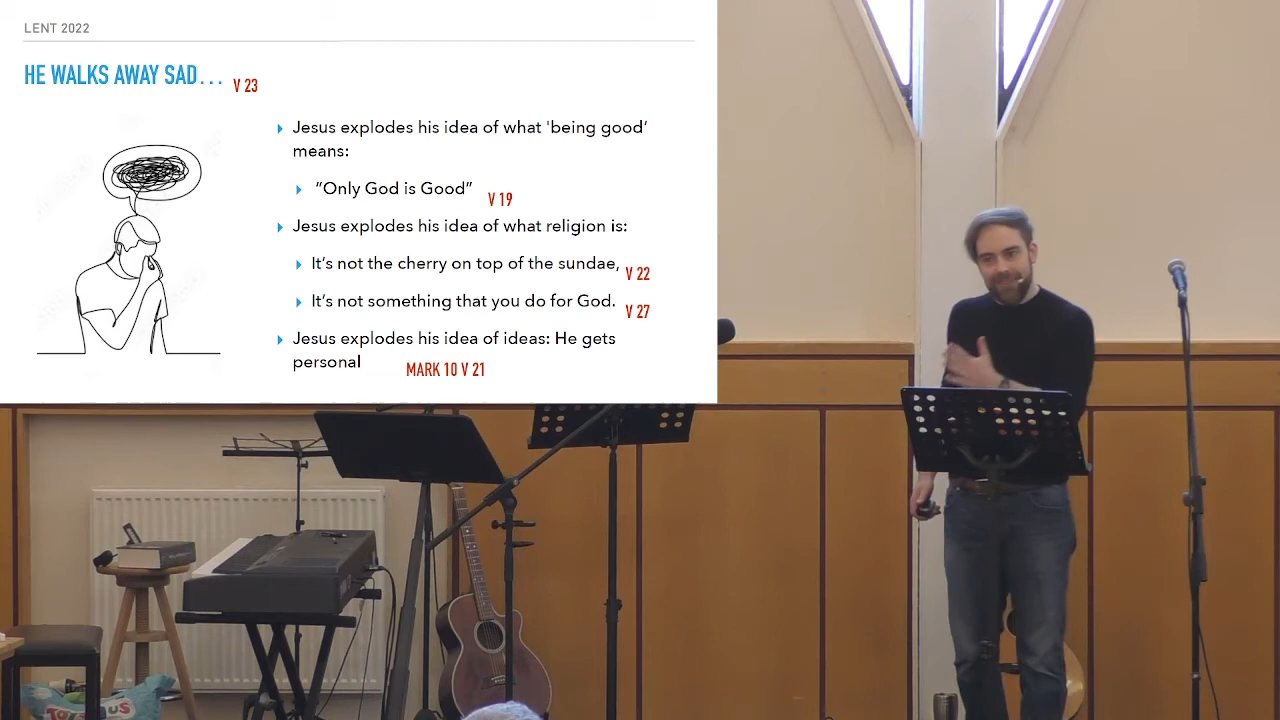 LENT 2022
HE WALKS AWAY SAD... V 23
Jesus explodes his idea of what 'being good’
means:
“Only God is Good” V 19
Jesus explodes his idea of what religion is:
It’s not the cherry on top of the sundae, V 22
It’s not something that you do for God. V 27
Jesus explodes his idea of ideas: He gets
personal MARK 10 V 21